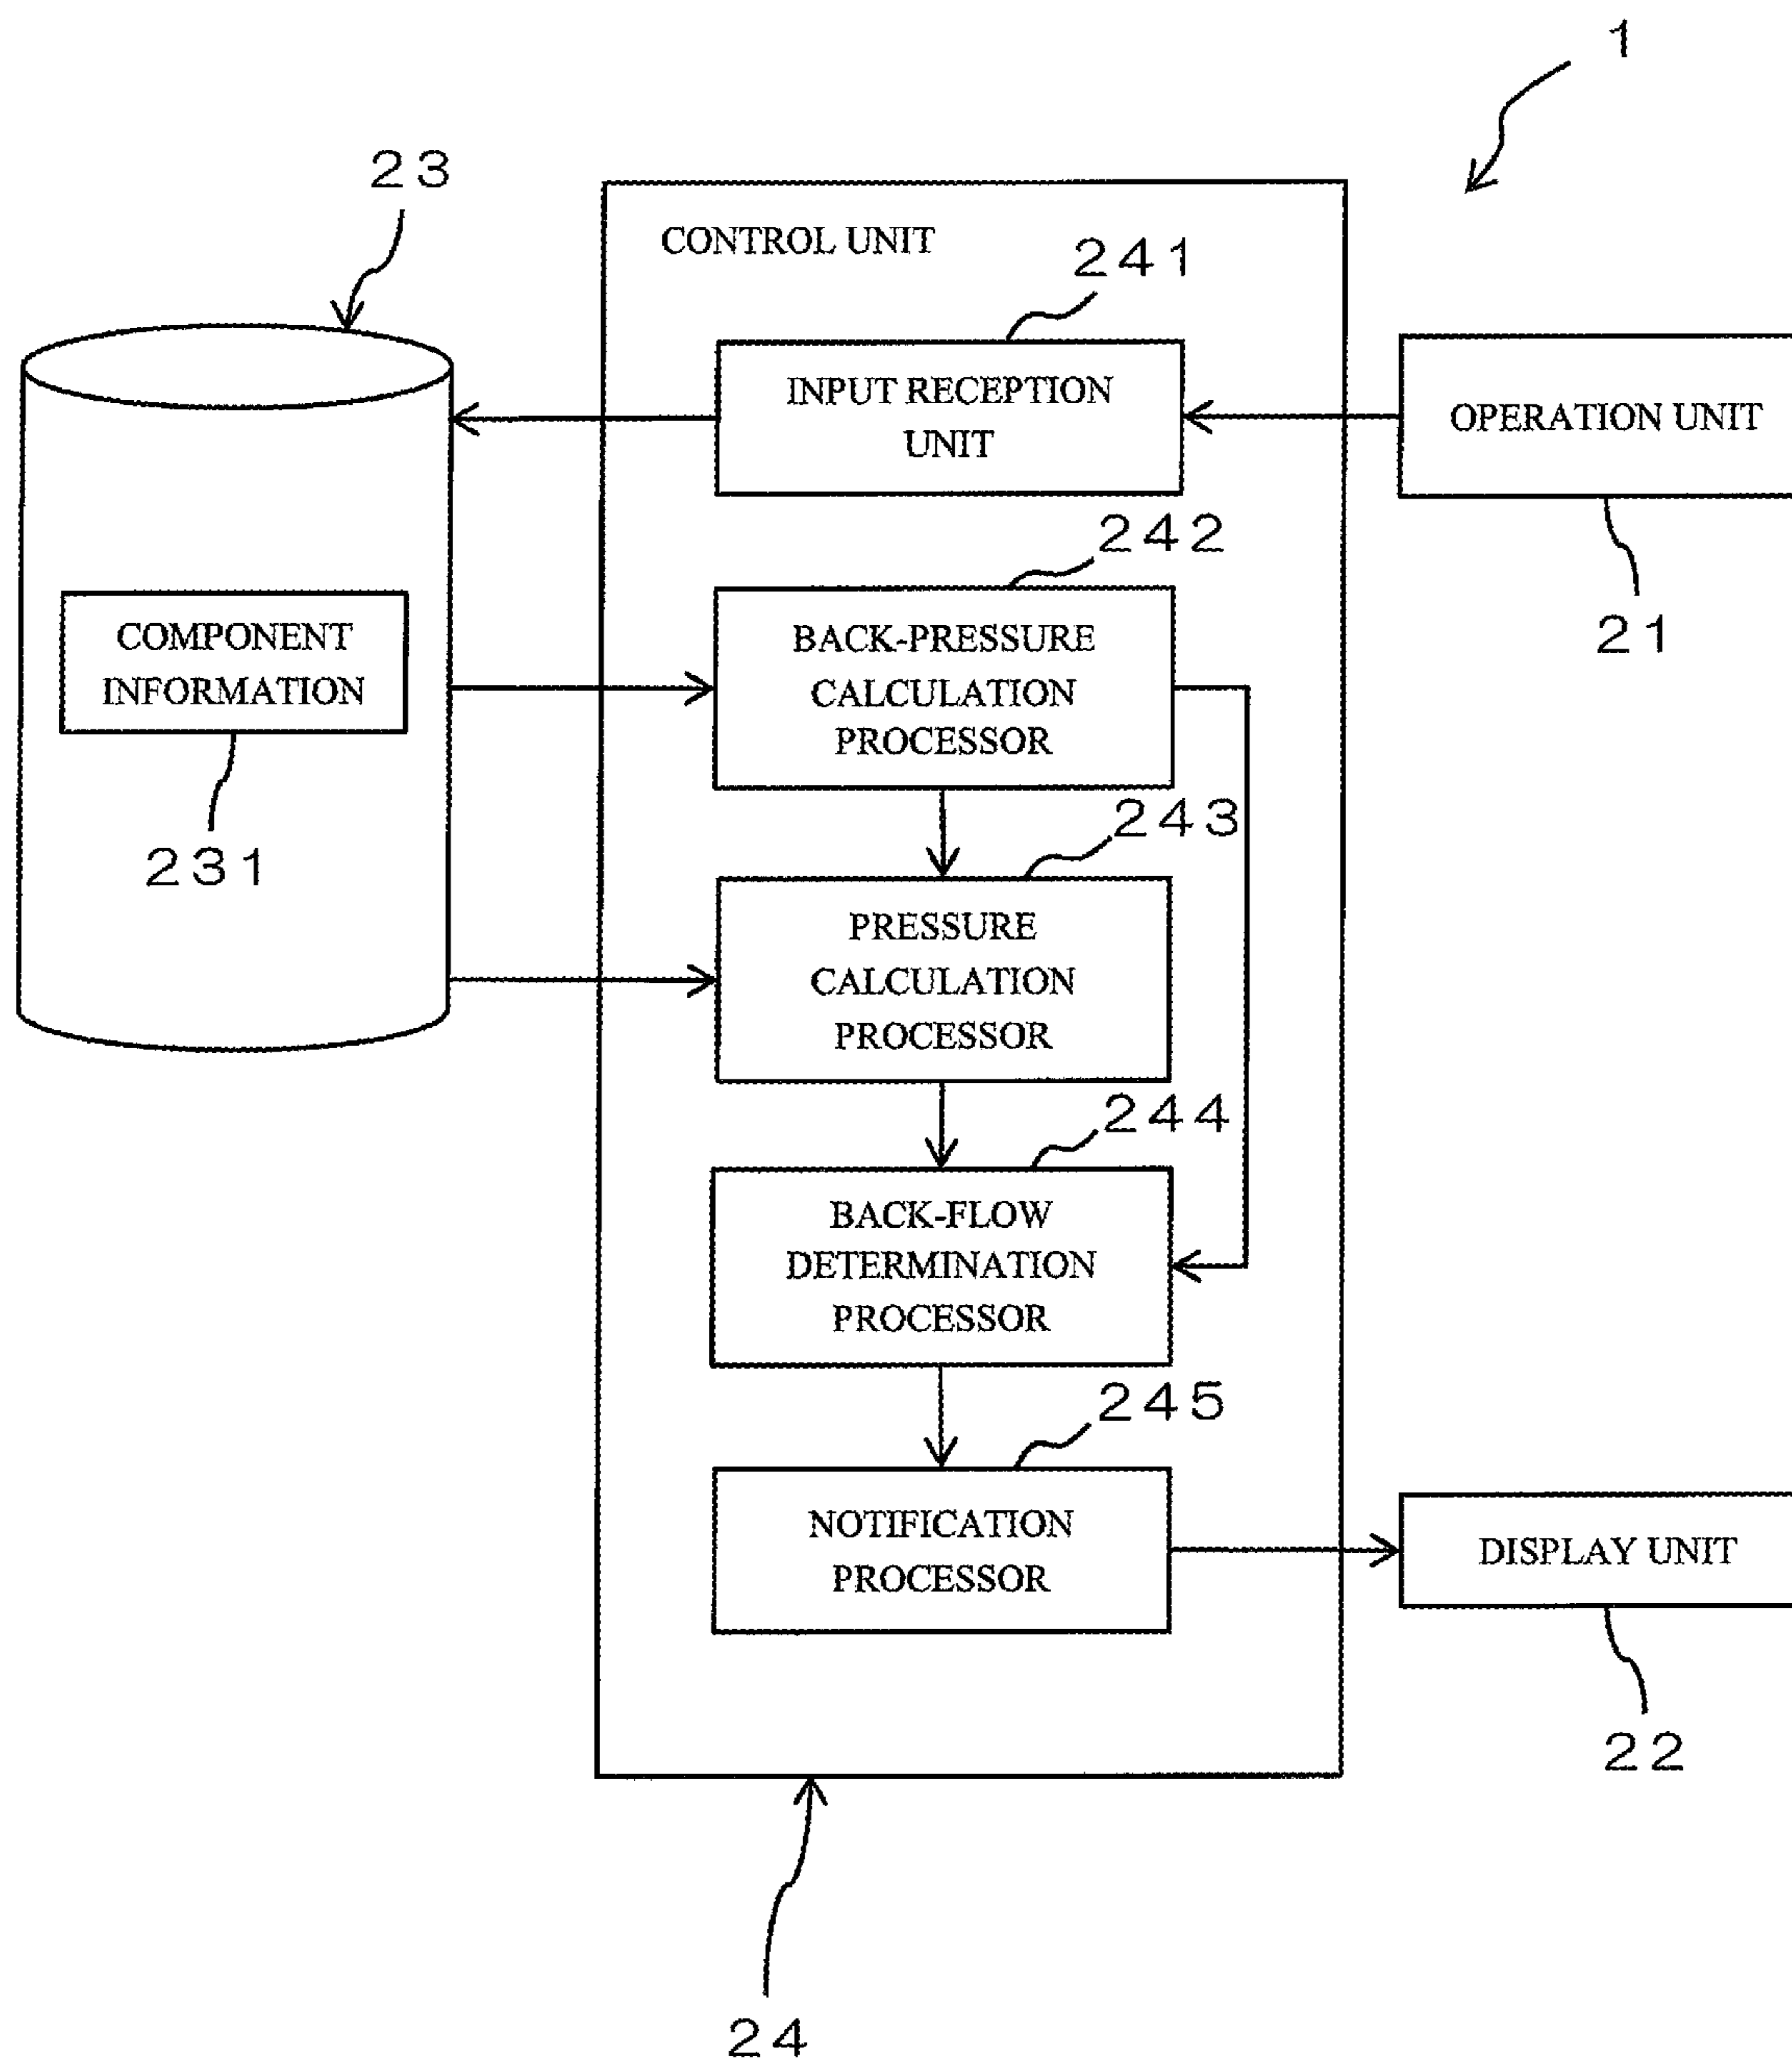 1
23
CONTROL UNIT
241
INPUT RECEPTION
UNIT
OPERATION UNIT
242
21
COMPONENT
INFORMATION
231
BACK-PRESSURE
CALCULATION
PROCESSOR
243
PRESSURE
CALCULATION
PROCESSOR
244
BACK-FLOW
DETERMINATION
PROCESSOR
245
NOTIFICATION
PROCESSOR
DISPLAY UNIT
22
24